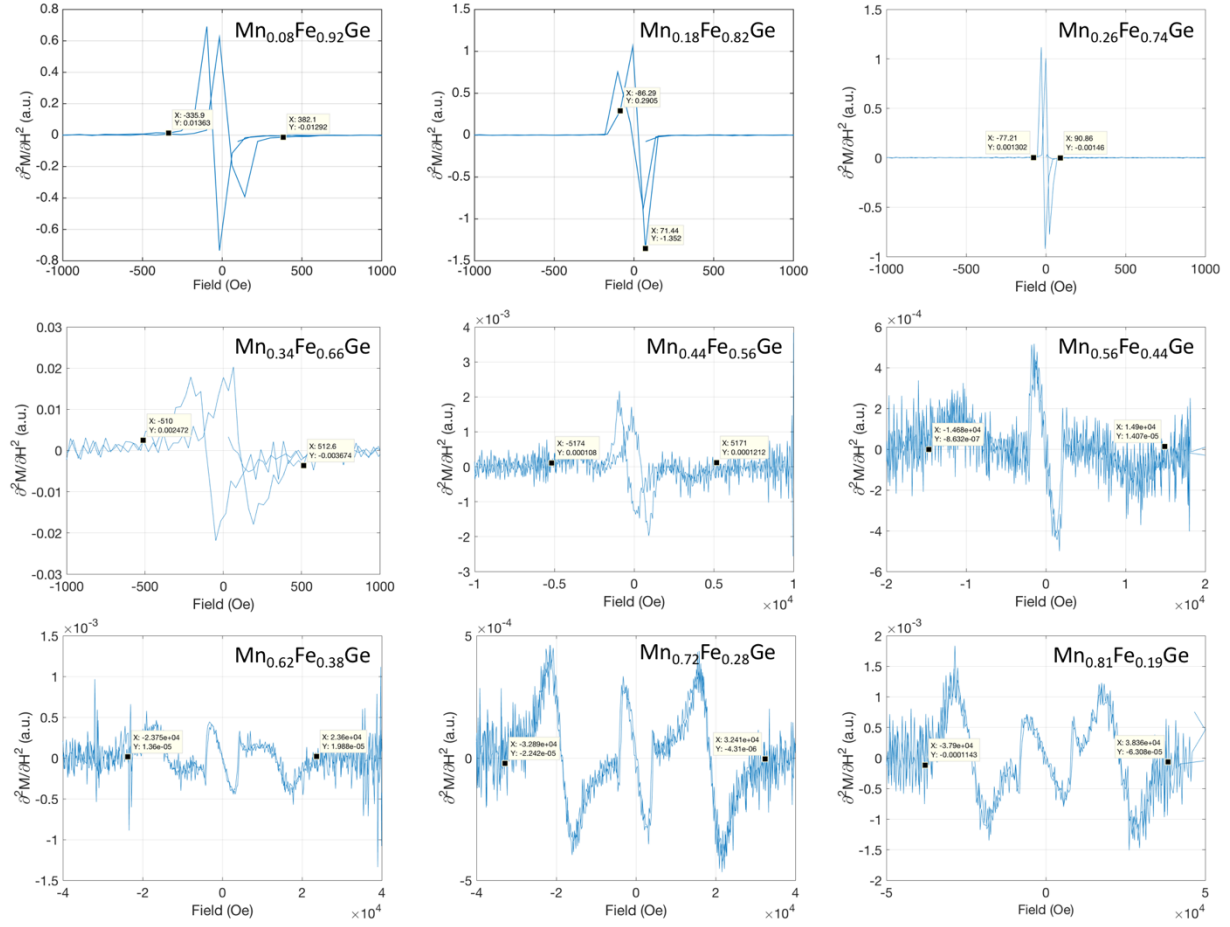 Mn0.08Fe0.92Ge
∂²M/∂H² (a.u.)
0.8
0.6
0.4
0.2
0
-0.2
-0.4
-0.6
-0.8
X: -335.9
Y: 0.01363
X: 382.1
Y: -0.01292
-1000 -500 0 500 1000
Field (Oe)
Mn0.18Fe0.82Ge
∂²M/∂H² (a.u.)
1.5
1
0.5
0
-0.5
-1
-1.5
X: -86.29
Y: 0.2905
X: 71.44
Y: -1.352
-1000 -500 0 500 1000
Field (Oe)
Mn0.26Fe0.74Ge
∂²M/∂H² (a.u.)
1.5
1
0.5
0
-0.5
-1
X: -77.21
Y: 0.001302
X: 90.86
Y: -0.00146
-1000 -500 0 500 1000
Field (Oe)
Mn0.34Fe0.66Ge
∂²M/∂H² (a.u.)
0.03
0.02
0.01
0
-0.01
-0.02
-0.03
X: -510
Y: 0.002472
X: 512.6
Y: -0.003674
-1000 -500 0 500 1000
Field (Oe)
×10⁻³
Mn0.44Fe0.56Ge
∂²M/∂H² (a.u.)
4
3
2
1
0
-1
-2
-3
X: -5174
Y: 0.000108
X: 5171
Y: 0.0001212
-1 -0.5 0 0.5 1
Field (Oe)
×10⁴
×10⁻⁴
Mn0.56Fe0.44Ge
∂²M/∂H² (a.u.)
6
4
2
0
-2
-4
-6
X: -1.468e+04
Y: -8.632e-07
X: 1.49e+04
Y: 1.407e-05
-2 -1 0 1 2
Field (Oe)
×10⁴
×10⁻³
Mn0.62Fe0.38Ge
∂²M/∂H² (a.u.)
1.5
1
0.5
0
-0.5
-1
-1.5
X: -2.375e+04
Y: 1.36e-05
X: 2.36e+04
Y: 1.988e-05
-4 -2 0 2 4
Field (Oe)
×10⁴
×10⁻⁴
Mn0.72Fe0.28Ge
∂²M/∂H² (a.u.)
5
0
-5
X: -3.289e+04
Y: -2.242e-05
X: 3.241e+04
Y: -4.31e-06
-4 -2 0 2 4
Field (Oe)
×10⁴
×10⁻³
Mn0.81Fe0.19Ge
∂²M/∂H² (a.u.)
2
1.5
1
0.5
0
-0.5
-1
-1.5
-2
X: -3.79e+04
Y: -0.0001143
X: 3.836e+04
Y: -6.308e-05
-5 0 5
Field (Oe)
×10⁴